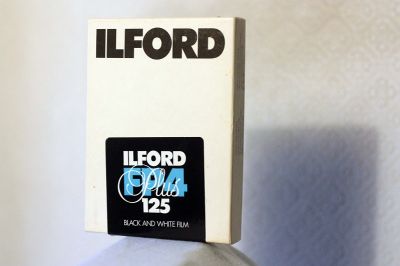 ILFORD
ILFORD
FP4
Plus
125
BLACK AND WHITE FILM